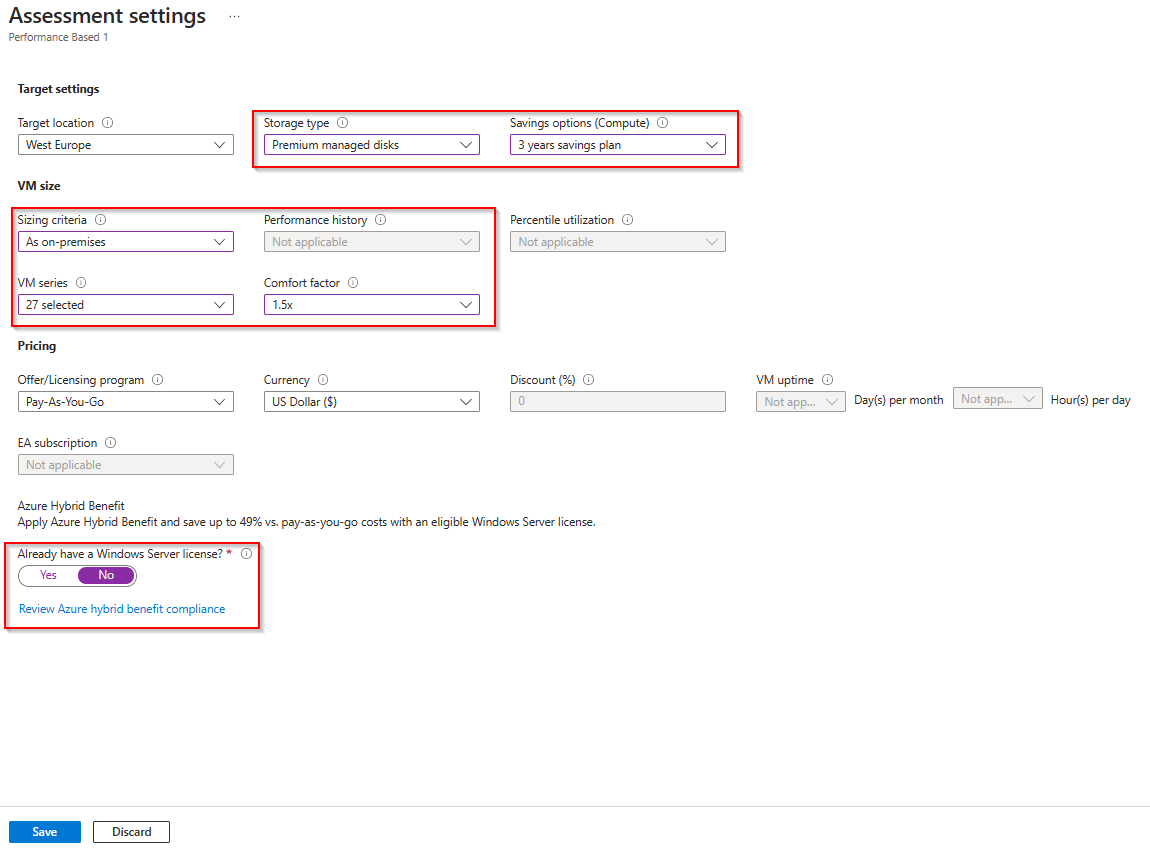 Assessment settings ...
Performance Based 1
Target settings
Target location
Storage type
Savings options (Compute)
West Europe
Premium managed disks
3 years savings plan
VM size
Sizing criteria
Performance history
Percentile utilization
As on-premises
Not applicable
Not applicable
VM series
Comfort factor
27 selected
1.5x
Pricing
Offer/Licensing program
Currency
Discount (%)
VM uptime
Pay-As-You-Go
US Dollar ($)
0
Not app...
Day(s) per month
Not app...
Hour(s) per day
EA subscription
Not applicable
Azure Hybrid Benefit
Apply Azure Hybrid Benefit and save up to 49% vs. pay-as-you-go costs with an eligible Windows Server license.
Already have a Windows Server license? *
Yes
No
Review Azure hybrid benefit compliance
Save
Discard